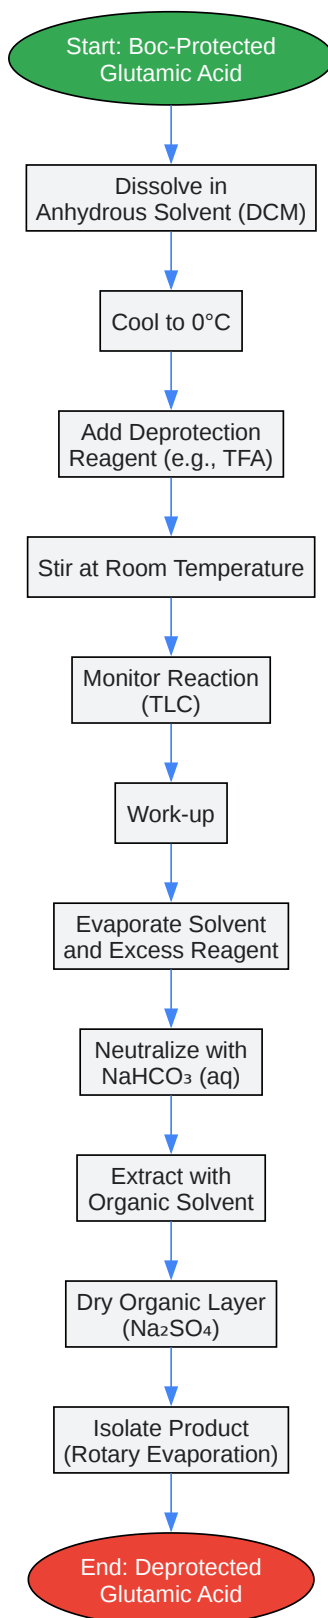 Start: Boc-Protected
Glutamic Acid
Dissolve in
Anhydrous Solvent (DCM)
Cool to 0°C
Add Deprotection
Reagent (e.g., TFA)
Stir at Room Temperature
Monitor Reaction
(TLC)
Work-up
Evaporate Solvent
and Excess Reagent
Neutralize with
NaHCO₃ (aq)
Extract with
Organic Solvent
Dry Organic Layer
(Na₂SO₄)
Isolate Product
(Rotary Evaporation)
End: Deprotected
Glutamic Acid